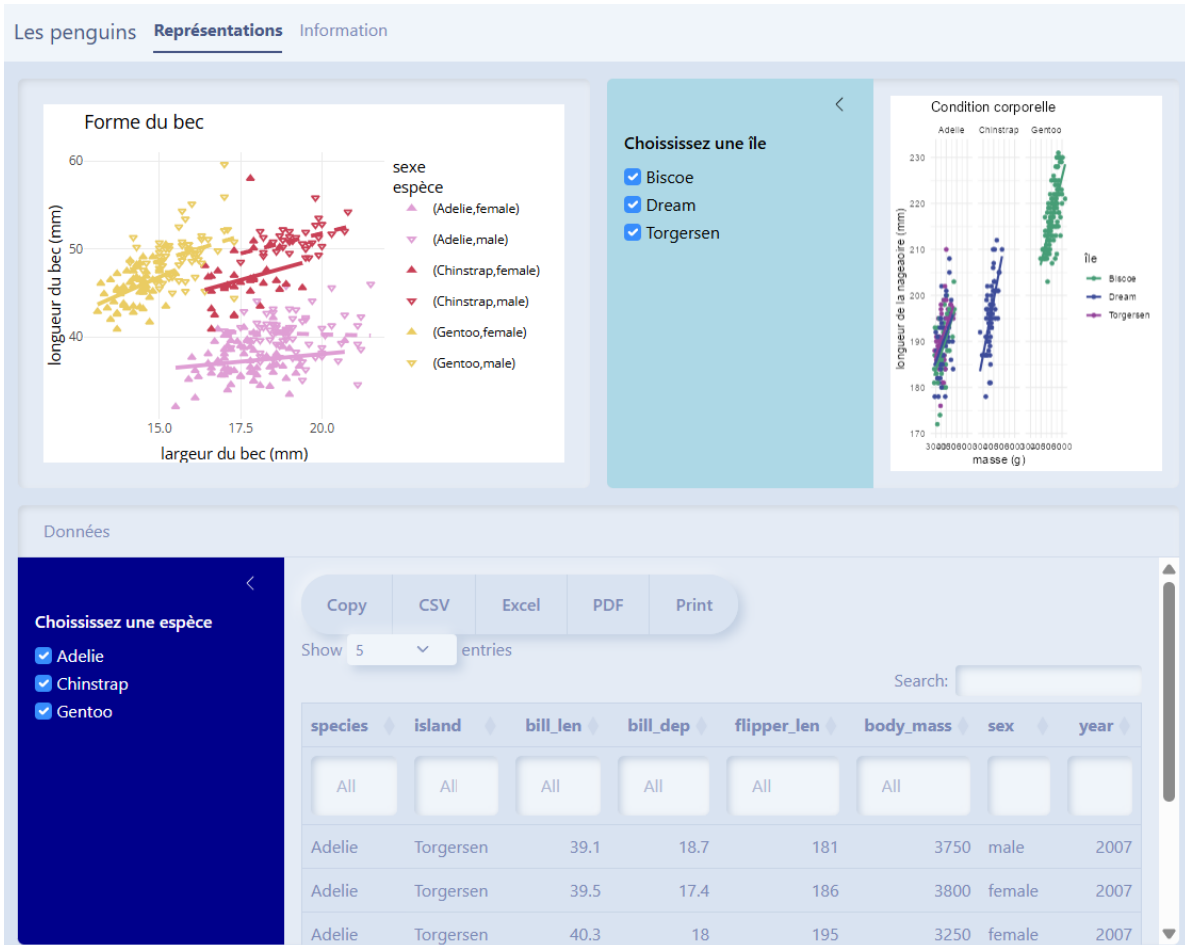 Les penguins Représentations Information
Forme du bec
60
50
40
longueur du bec (mm)
15.0 17.5 20.0
largeur du bec (mm)
sexe
espèce
(Adelie,female)
(Adelie,male)
(Chinstrap,female)
(Chinstrap,male)
(Gentoo,female)
(Gentoo,male)
Choississez une île
Biscoe
Dream
Torgersen
Condition corporelle
Adelie Chinstrap Gentoo
230
220
210
200
190
180
170
longueur de la nageaoire (mm)
masse (g)
île
Biscoe
Dream
Torgersen
Données
Choississez une espèce
Adelie
Chinstrap
Gentoo
Copy CSV Excel PDF Print
Show 5 entries
Search:
species island bill_len bill_dep flipper_len body_mass sex year
All All All All All All
Adelie Torgersen 39.1 18.7 181 3750 male 2007
Adelie Torgersen 39.5 17.4 186 3800 female 2007
Adelie Torgersen 40.3 18 195 3250 female 2007